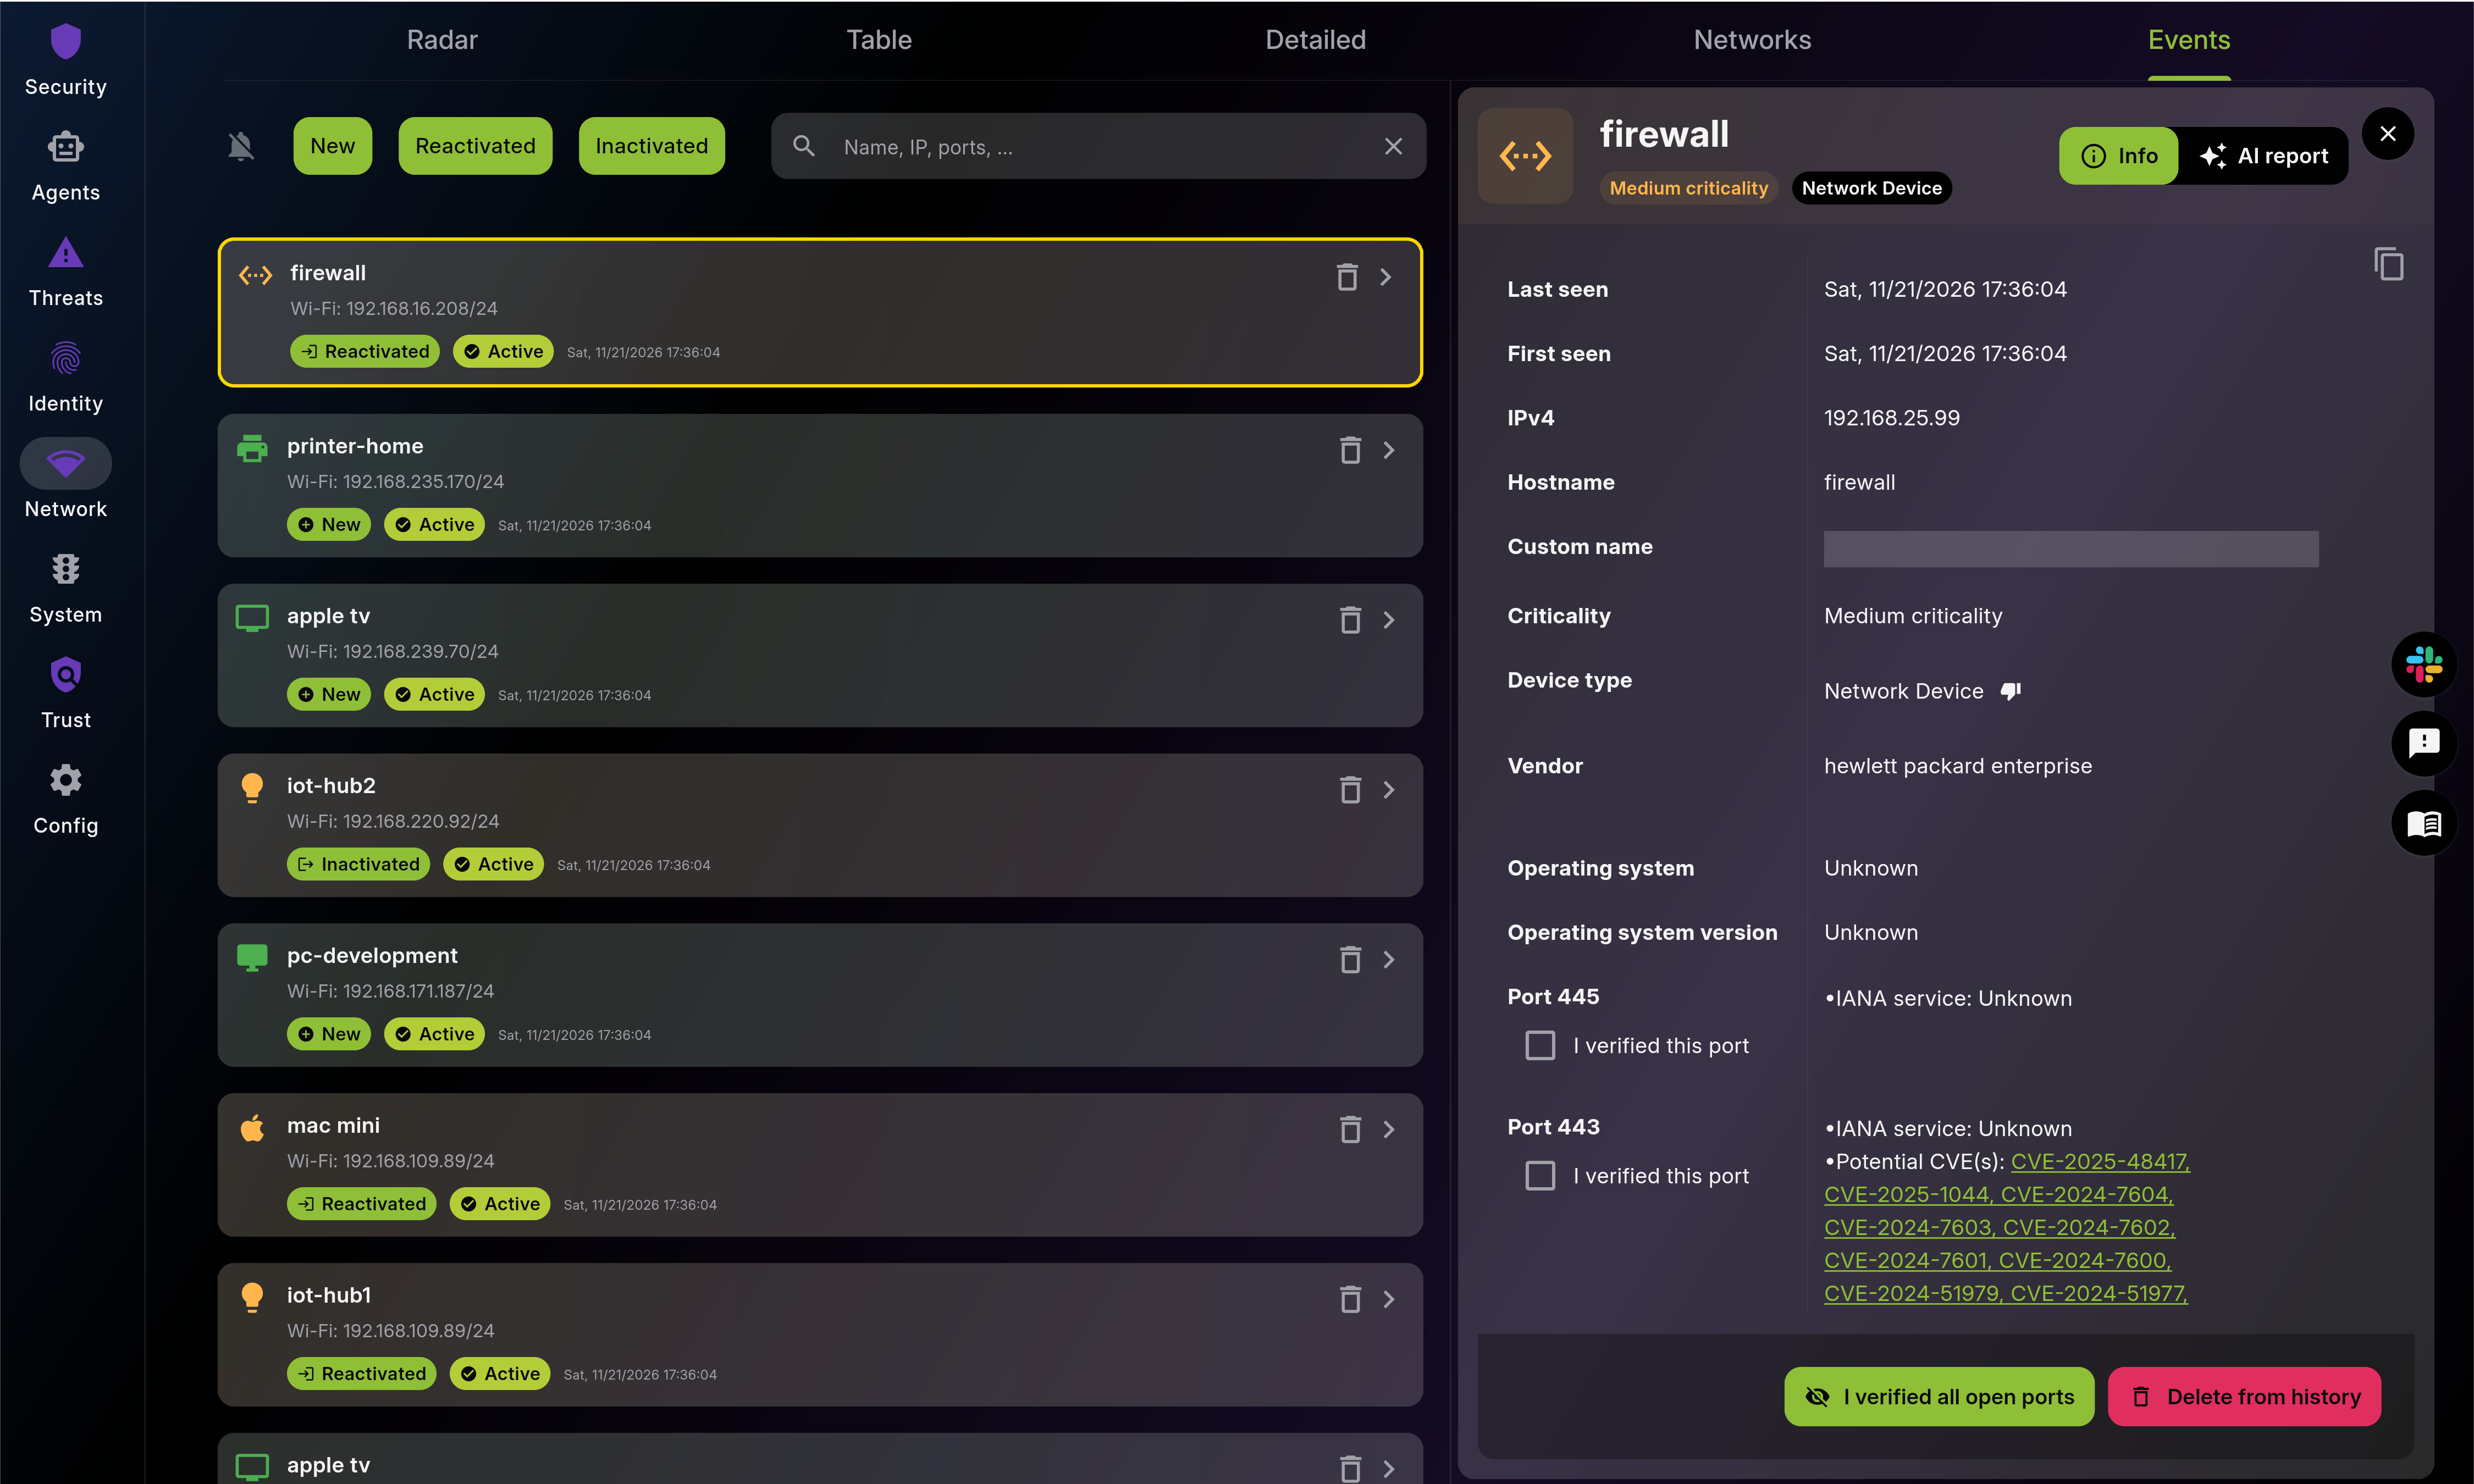 Security
Agents
Threats
Identity
Network
System
Trust
Config
Radar
Table
Detailed
Networks
Events
New
Reactivated
Inactivated
Name, IP, ports, ...
firewall
Wi-Fi: 192.168.16.208/24
Reactivated
Active
Sat, 11/21/2026 17:36:04
printer-home
Wi-Fi: 192.168.235.170/24
New
Active
Sat, 11/21/2026 17:36:04
apple tv
Wi-Fi: 192.168.239.70/24
New
Active
Sat, 11/21/2026 17:36:04
iot-hub2
Wi-Fi: 192.168.220.92/24
Inactivated
Active
Sat, 11/21/2026 17:36:04
pc-development
Wi-Fi: 192.168.171.187/24
New
Active
Sat, 11/21/2026 17:36:04
mac mini
Wi-Fi: 192.168.109.89/24
Reactivated
Active
Sat, 11/21/2026 17:36:04
iot-hub1
Wi-Fi: 192.168.109.89/24
Reactivated
Active
Sat, 11/21/2026 17:36:04
apple tv
firewall
Medium criticality
Network Device
Info
AI report
Last seen
Sat, 11/21/2026 17:36:04
First seen
Sat, 11/21/2026 17:36:04
IPv4
192.168.25.99
Hostname
firewall
Custom name
Criticality
Medium criticality
Device type
Network Device
Vendor
hewlett packard enterprise
Operating system
Unknown
Operating system version
Unknown
Port 445
I verified this port
•IANA service: Unknown
Port 443
I verified this port
•IANA service: Unknown
•Potential CVE(s): CVE-2025-48417,
CVE-2025-1044, CVE-2024-7604,
CVE-2024-7603, CVE-2024-7602,
CVE-2024-7601, CVE-2024-7600,
CVE-2024-51979, CVE-2024-51977,
I verified all open ports
Delete from history